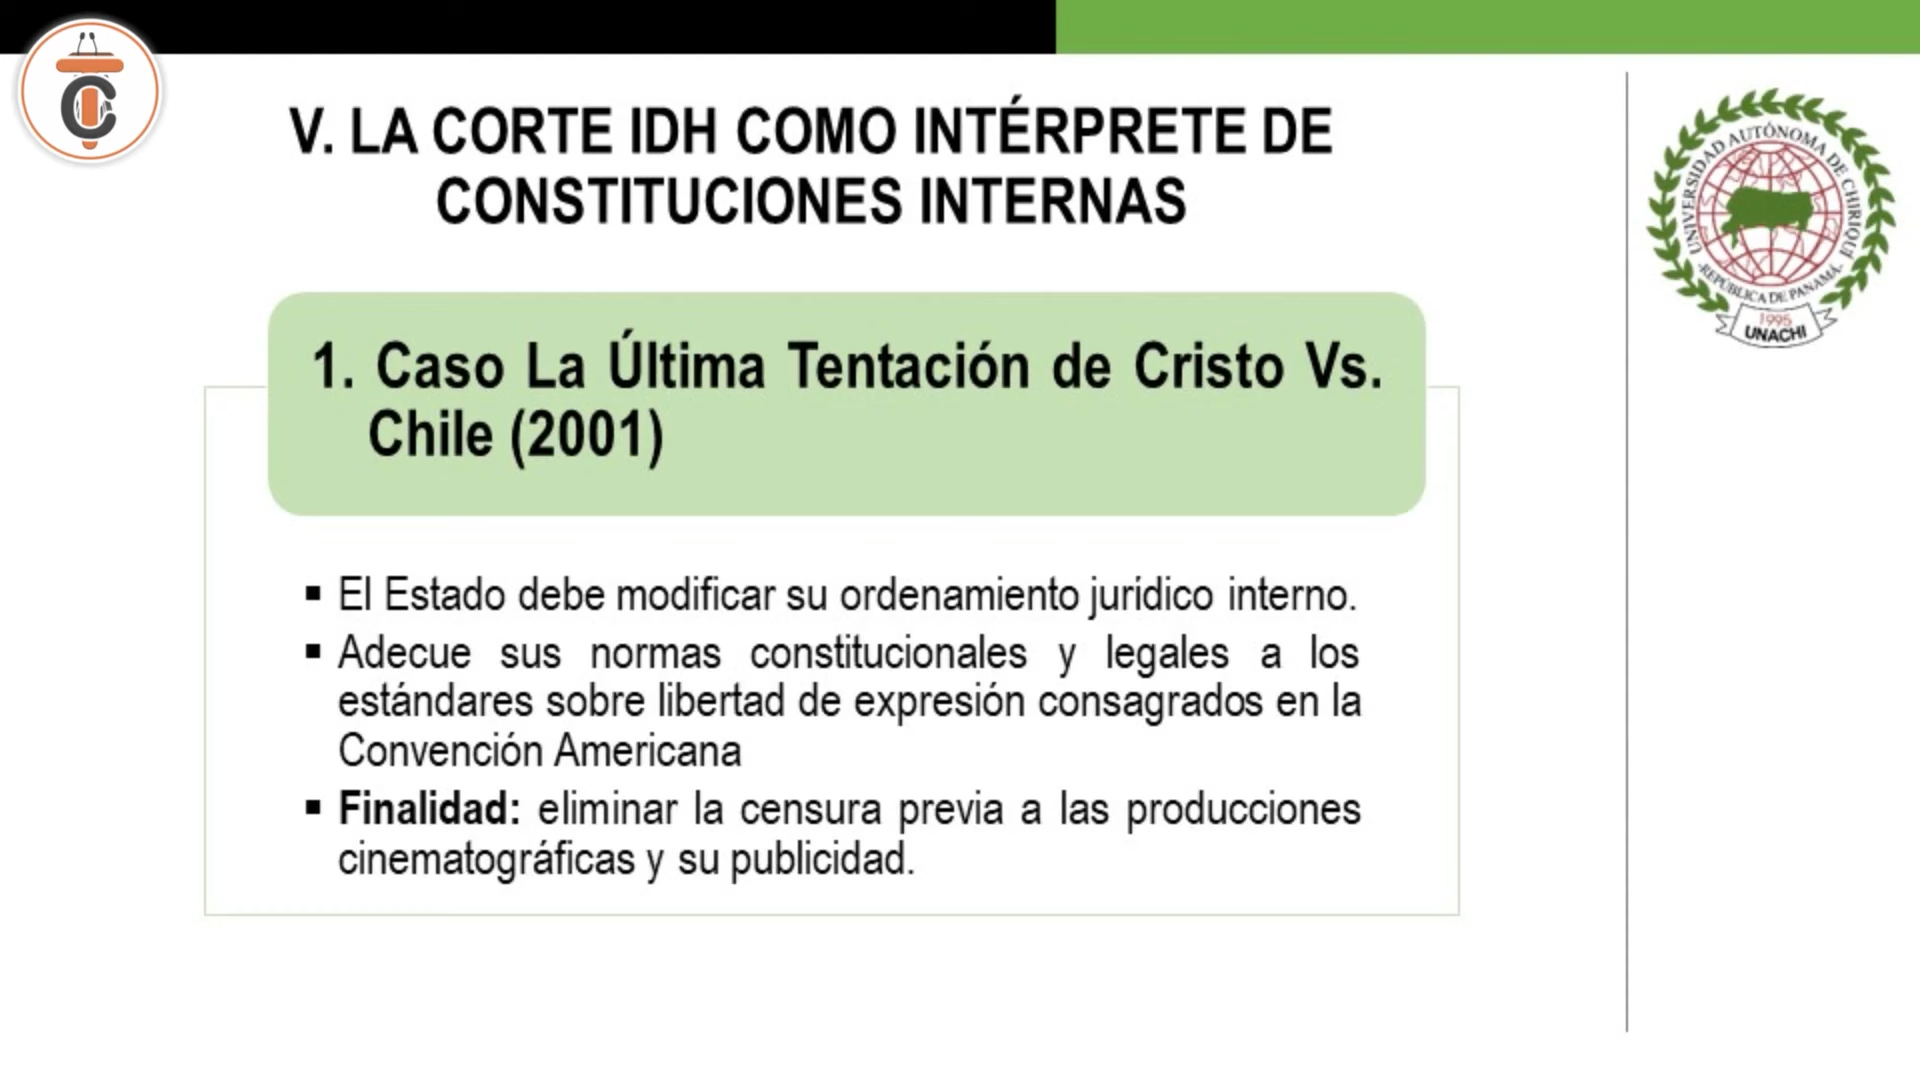 V. LA CORTE IDH COMO INTÉRPRETE DE
CONSTITUCIONES INTERNAS
UNIVERSIDAD AUTÓNOMA DE CHIRIQUÍ
REPÚBLICA DE PANAMÁ
1995
UNACHI
1. Caso La Última Tentación de Cristo Vs.
Chile (2001)
▪ El Estado debe modificar su ordenamiento jurídico interno.
▪ Adecue sus normas constitucionales y legales a los
estándares sobre libertad de expresión consagrados en la
Convención Americana
▪ Finalidad: eliminar la censura previa a las producciones
cinematográficas y su publicidad.